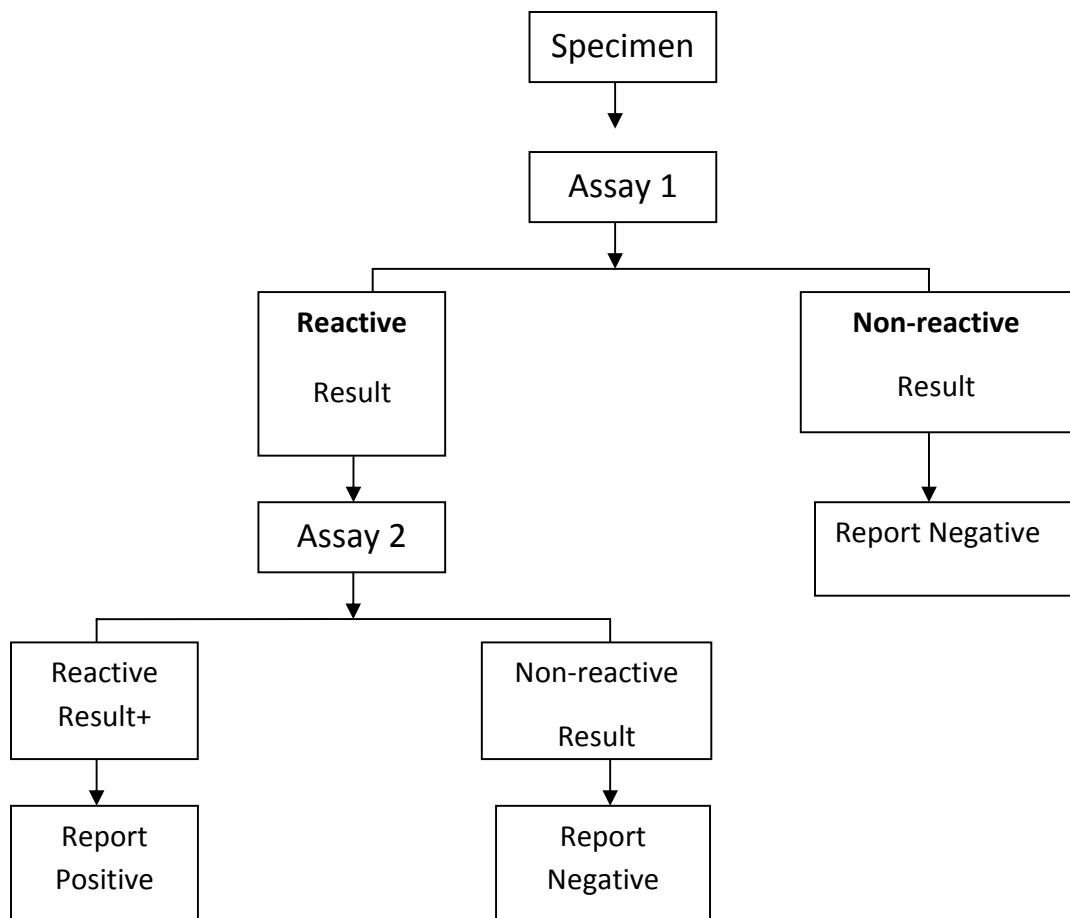 Specimen
Assay 1
Reactive
Result
Non-reactive
Result
Assay 2
Report Negative
Reactive
Result+
Non-reactive
Result
Report
Positive
Report
Negative